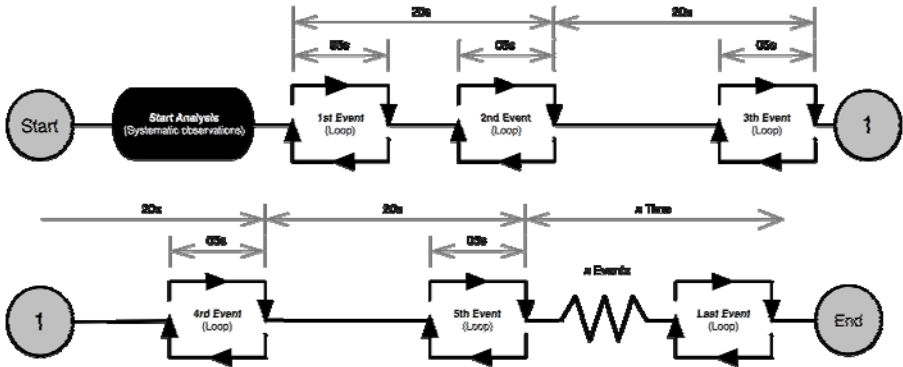 20s
20s
05s
05s
05s
Start
Start Analysis
(Systematic observations)
1st Event
(Loop)
2nd Event
(Loop)
3th Event
(Loop)
1
20s
20s
n Time
05s
05s
n Events
1
4rd Event
(Loop)
5th Event
(Loop)
Last Event
(Loop)
End